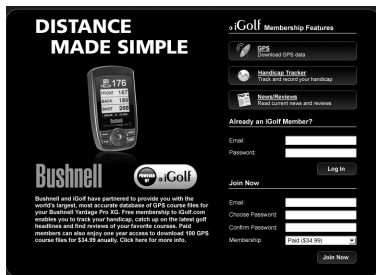 DISTANCE
MADE SIMPLE
176
FRONT 167
BACK 189
SHOT 268
Bushnell
Bushnell
POWERED
BY
iGolf
Bushnell and iGolf have partnered to provide you with the
world's largest, most accurate database of GPS course files for
your Bushnell Yardage Pro XG. Free membership to iGolf.com
enables you to track your handicap, catch up on the latest golf
headlines and find reviews of your favorite courses. Paid
members can also enjoy one year access to download 100 GPS
course files for $34.99 anually. Click here for more info.
iGolf Membership Features
GPS
Download GPS data
Handicap Tracker
Track and record your handicap
News/Reviews
Read current news and reviews
Already an iGolf Member?
Email:
Password:
Log In
Join Now
Email:
Choose Password:
Confirm Password:
Membership: Paid ($34.99)
Join Now